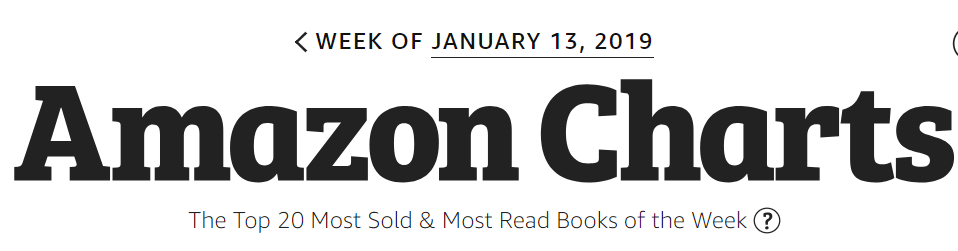 WEEK OF JANUARY 13, 2019
Amazon Charts
The Top 20 Most Sold & Most Read Books of the Week ?